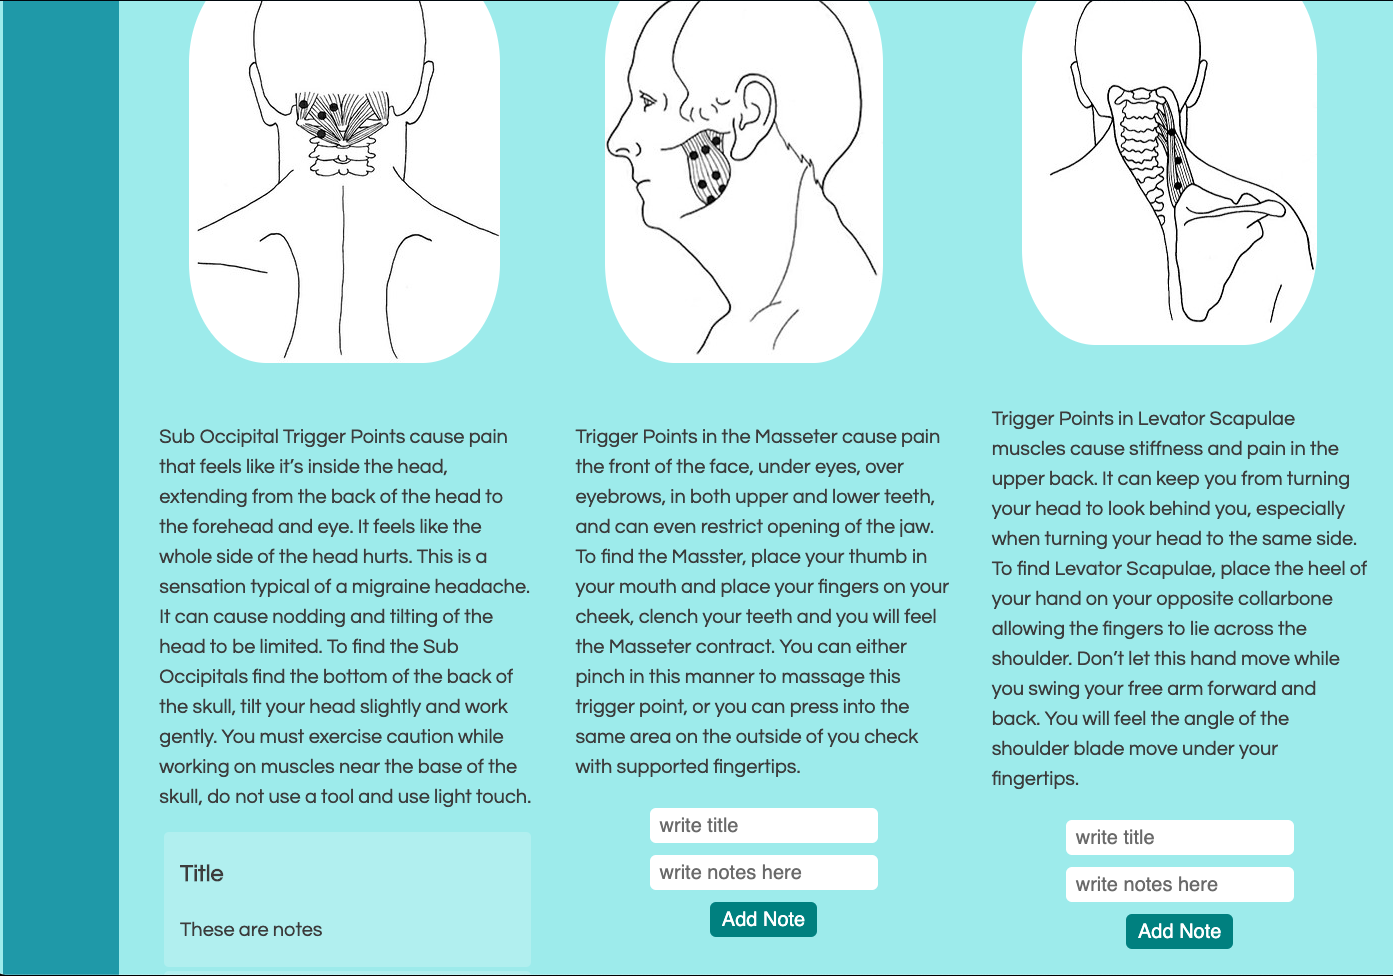 Sub Occipital Trigger Points cause pain
that feels like it’s inside the head,
extending from the back of the head to
the forehead and eye. It feels like the
whole side of the head hurts. This is a
sensation typical of a migraine headache.
It can cause nodding and tilting of the
head to be limited. To find the Sub
Occipitals find the bottom of the back of
the skull, tilt your head slightly and work
gently. You must exercise caution while
working on muscles near the base of the
skull, do not use a tool and use light touch.
Title
These are notes
Trigger Points in the Masseter cause pain
the front of the face, under eyes, over
eyebrows, in both upper and lower teeth,
and can even restrict opening of the jaw.
To find the Masster, place your thumb in
your mouth and place your fingers on your
cheek, clench your teeth and you will feel
the Masseter contract. You can either
pinch in this manner to massage this
trigger point, or you can press into the
same area on the outside of you check
with supported fingertips.
write title
write notes here
Add Note
Trigger Points in Levator Scapulae
muscles cause stiffness and pain in the
upper back. It can keep you from turning
your head to look behind you, especially
when turning your head to the same side.
To find Levator Scapulae, place the heel of
your hand on your opposite collarbone
allowing the fingers to lie across the
shoulder. Don’t let this hand move while
you swing your free arm forward and
back. You will feel the angle of the
shoulder blade move under your
fingertips.
write title
write notes here
Add Note